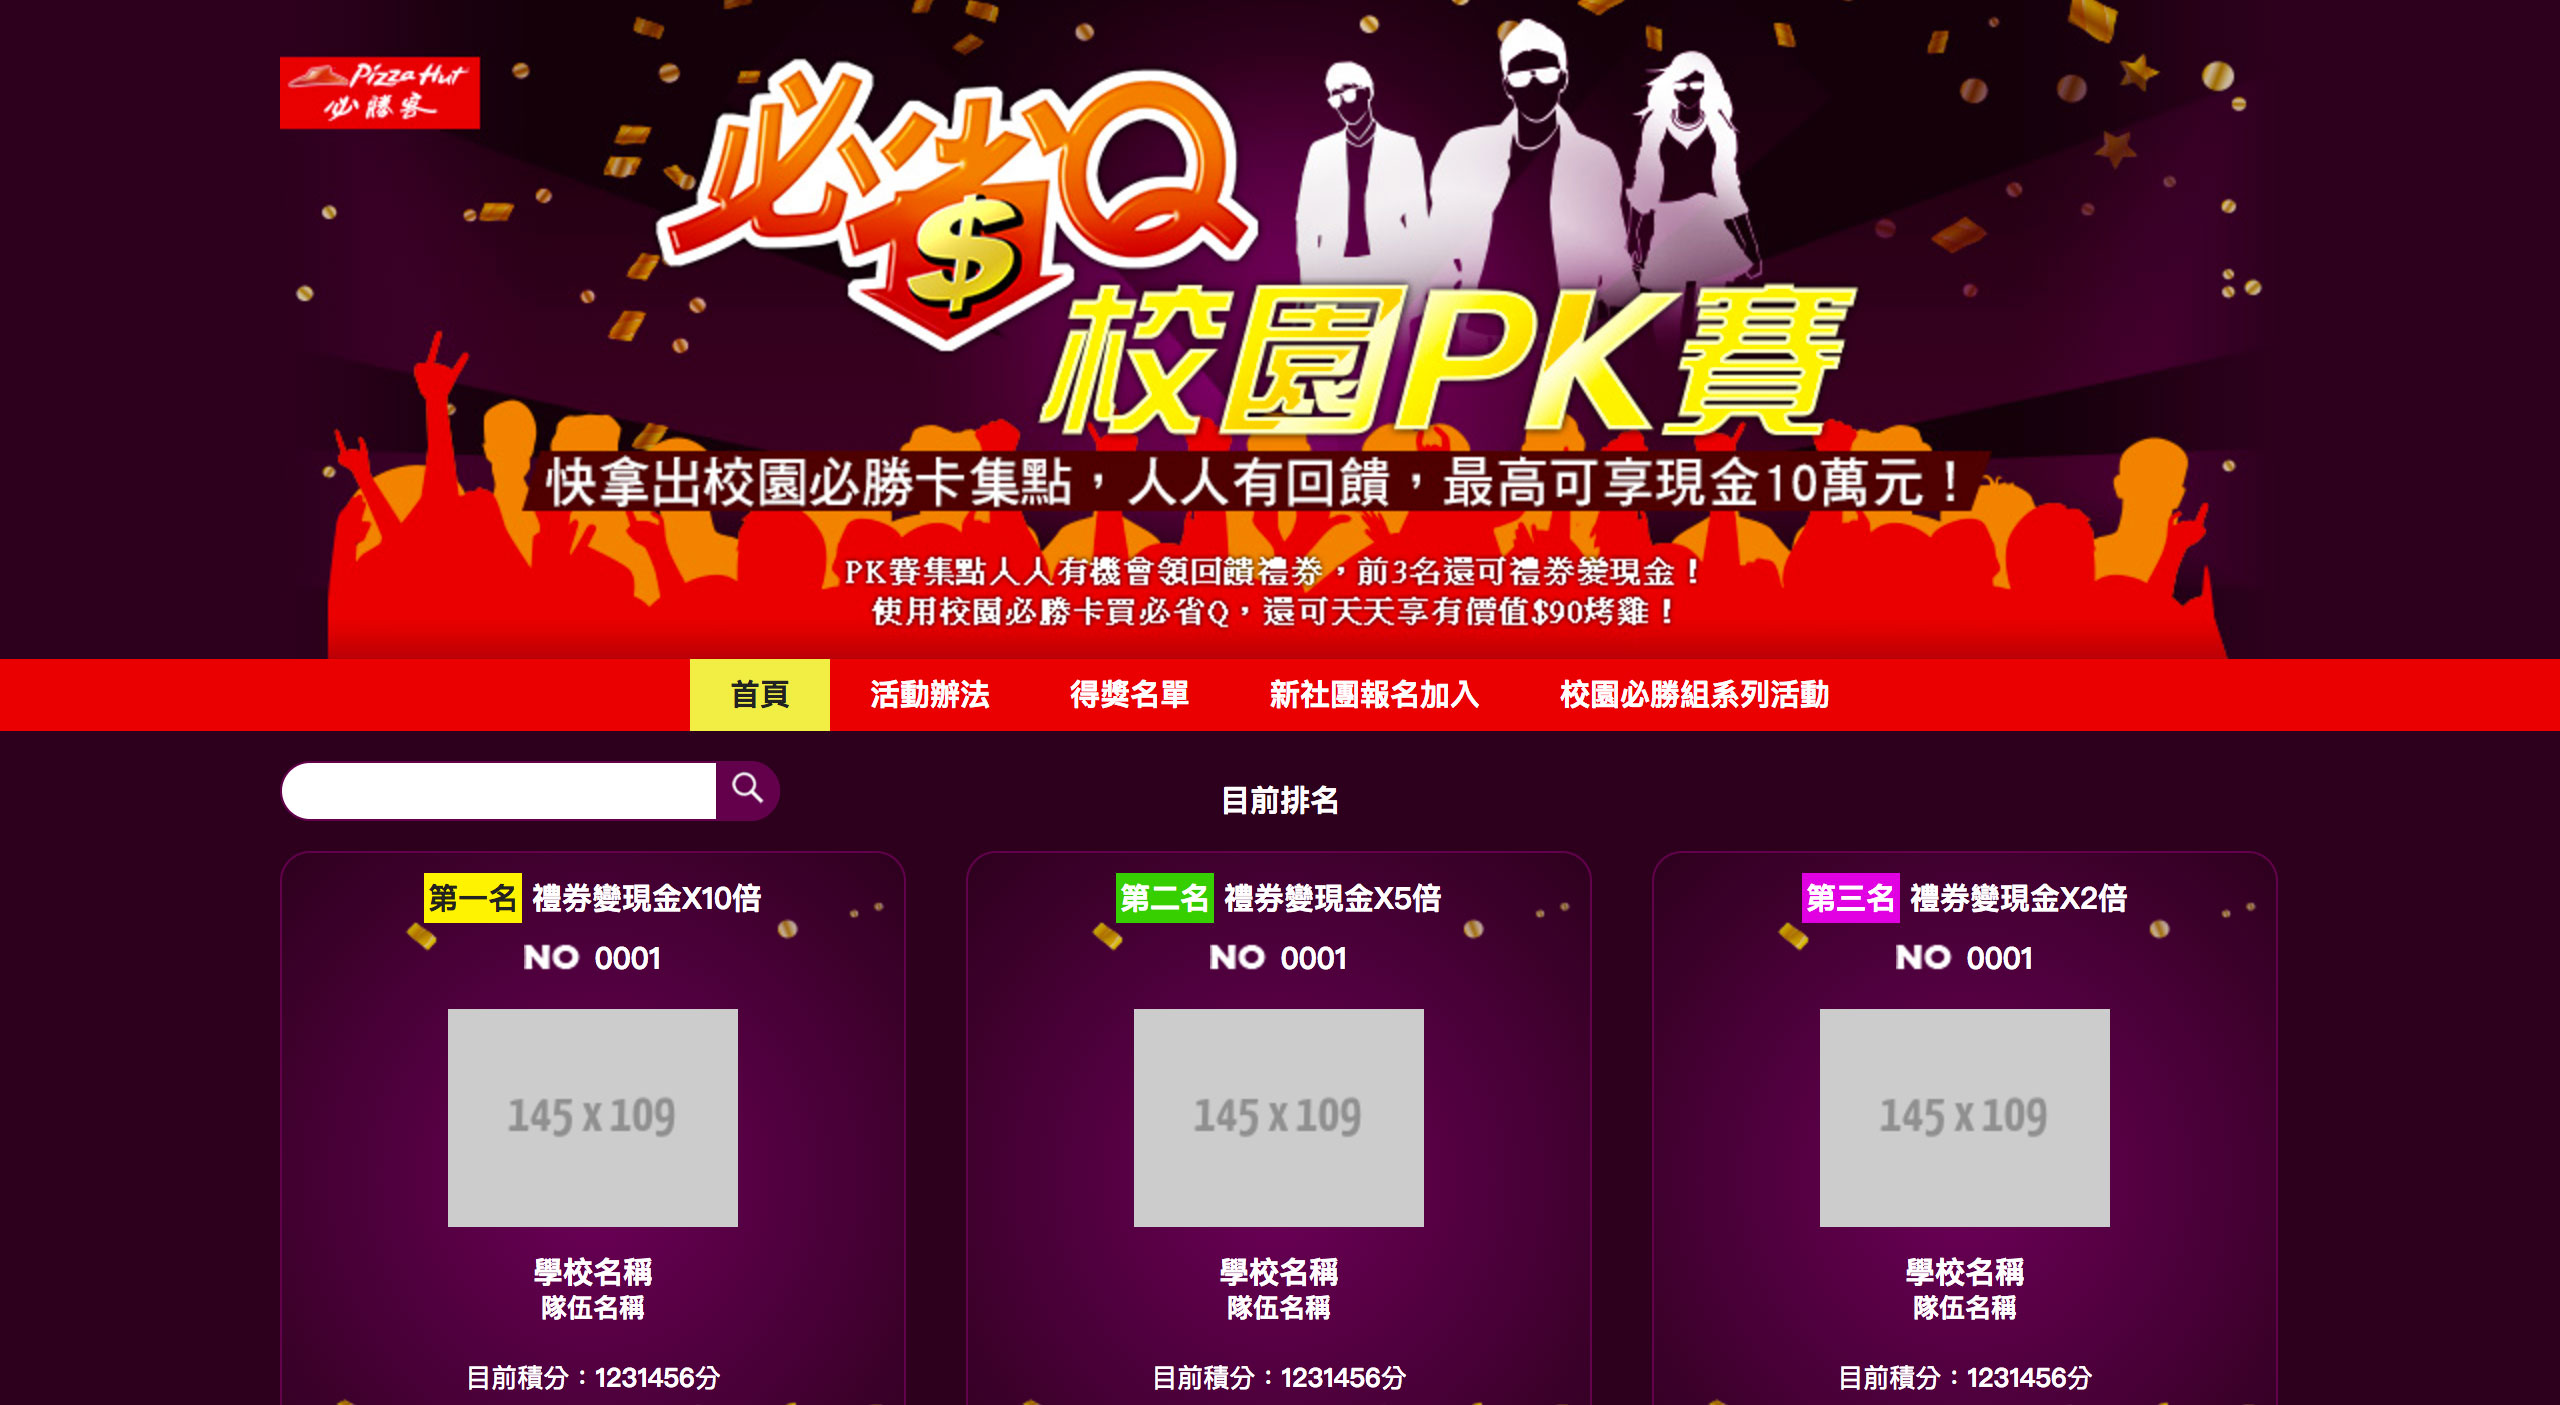 Pizza Hut
必勝客
必省Q
$
校園PK賽
快拿出校園必勝卡集點，人人有回饋，最高可享現金10萬元！
PK賽集點人人有機會領回饋禮券，前3名還可禮券變現金！
使用校園必勝卡買必省Q，還可天天享有價值$90烤雞！
首頁 活動辦法 得獎名單 新社團報名加入 校園必勝組系列活動
目前排名
第一名 禮券變現金X10倍
NO 0001
145 x 109
學校名稱
隊伍名稱
目前積分：1231456分
第二名 禮券變現金X5倍
NO 0001
145 x 109
學校名稱
隊伍名稱
目前積分：1231456分
第三名 禮券變現金X2倍
NO 0001
145 x 109
學校名稱
隊伍名稱
目前積分：1231456分